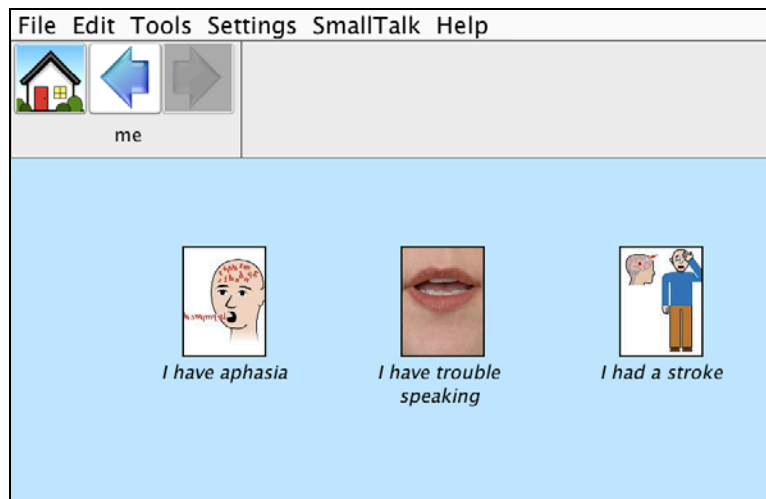 File Edit Tools Settings SmallTalk Help
me
I have aphasia
I have trouble
speaking
I had a stroke